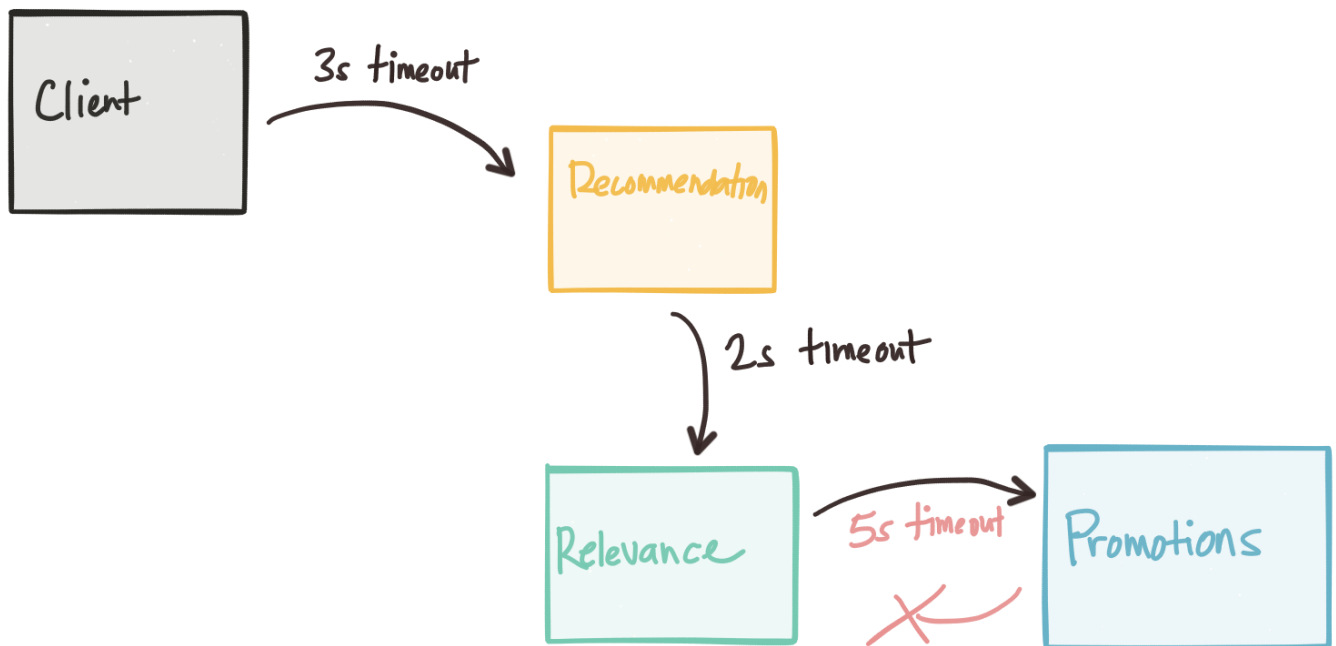 Client
3s timeout
Recommendation
2s timeout
Relevance
5s timeout
Promotions